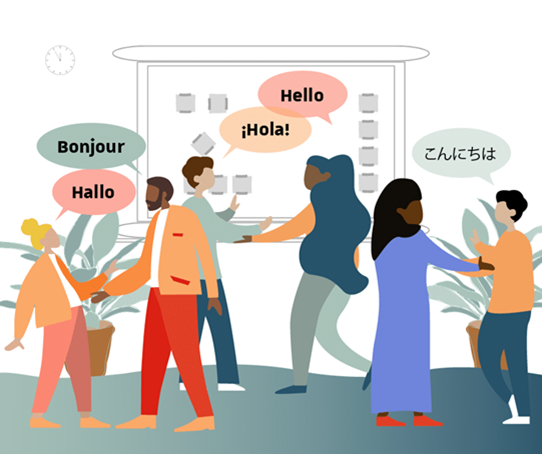 Hello
¡Hola!
Bonjour
こんにちは
Hallo